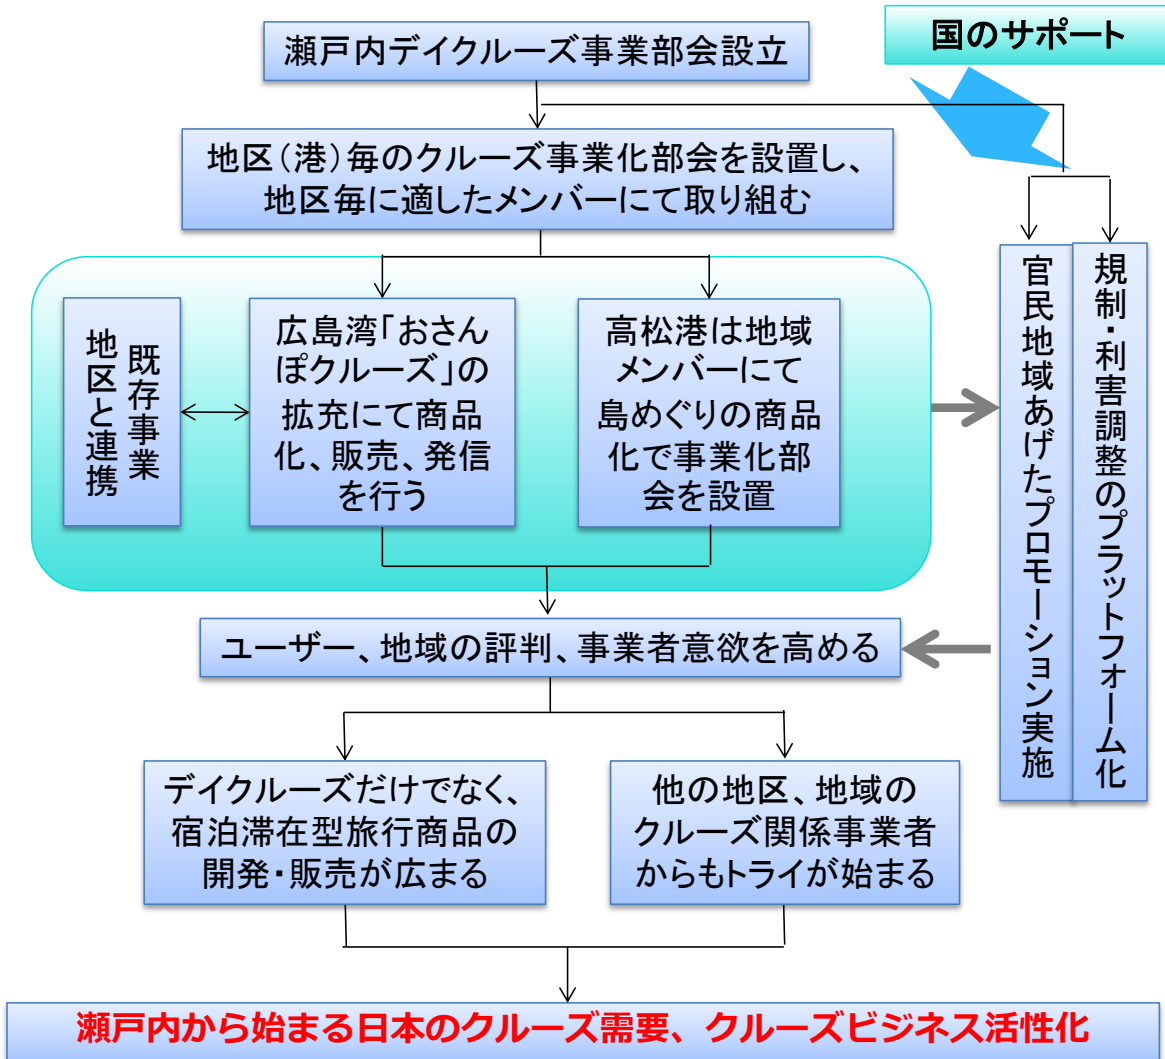 国のサポート
瀬戸内デイクルーズ事業部会設立
地区(港)毎のクルーズ事業化部会を設置し、
地区毎に適したメンバーにて取り組む
既存事業
地区と連携
広島湾「おさん
ぽクルーズ」の
拡充にて商品
化、販売、発信
を行う
高松港は地域
メンバーにて
島めぐりの商品
化で事業化部
会を設置
規制・利害調整のプラットフォーム化
官民地域あげたプロモーション実施
ユーザー、地域の評判、事業者意欲を高める
デイクルーズだけでなく、
宿泊滞在型旅行商品の
開発・販売が広まる
他の地区、地域の
クルーズ関係事業者
からもトライが始まる
瀬戸内から始まる日本のクルーズ需要、クルーズビジネス活性化